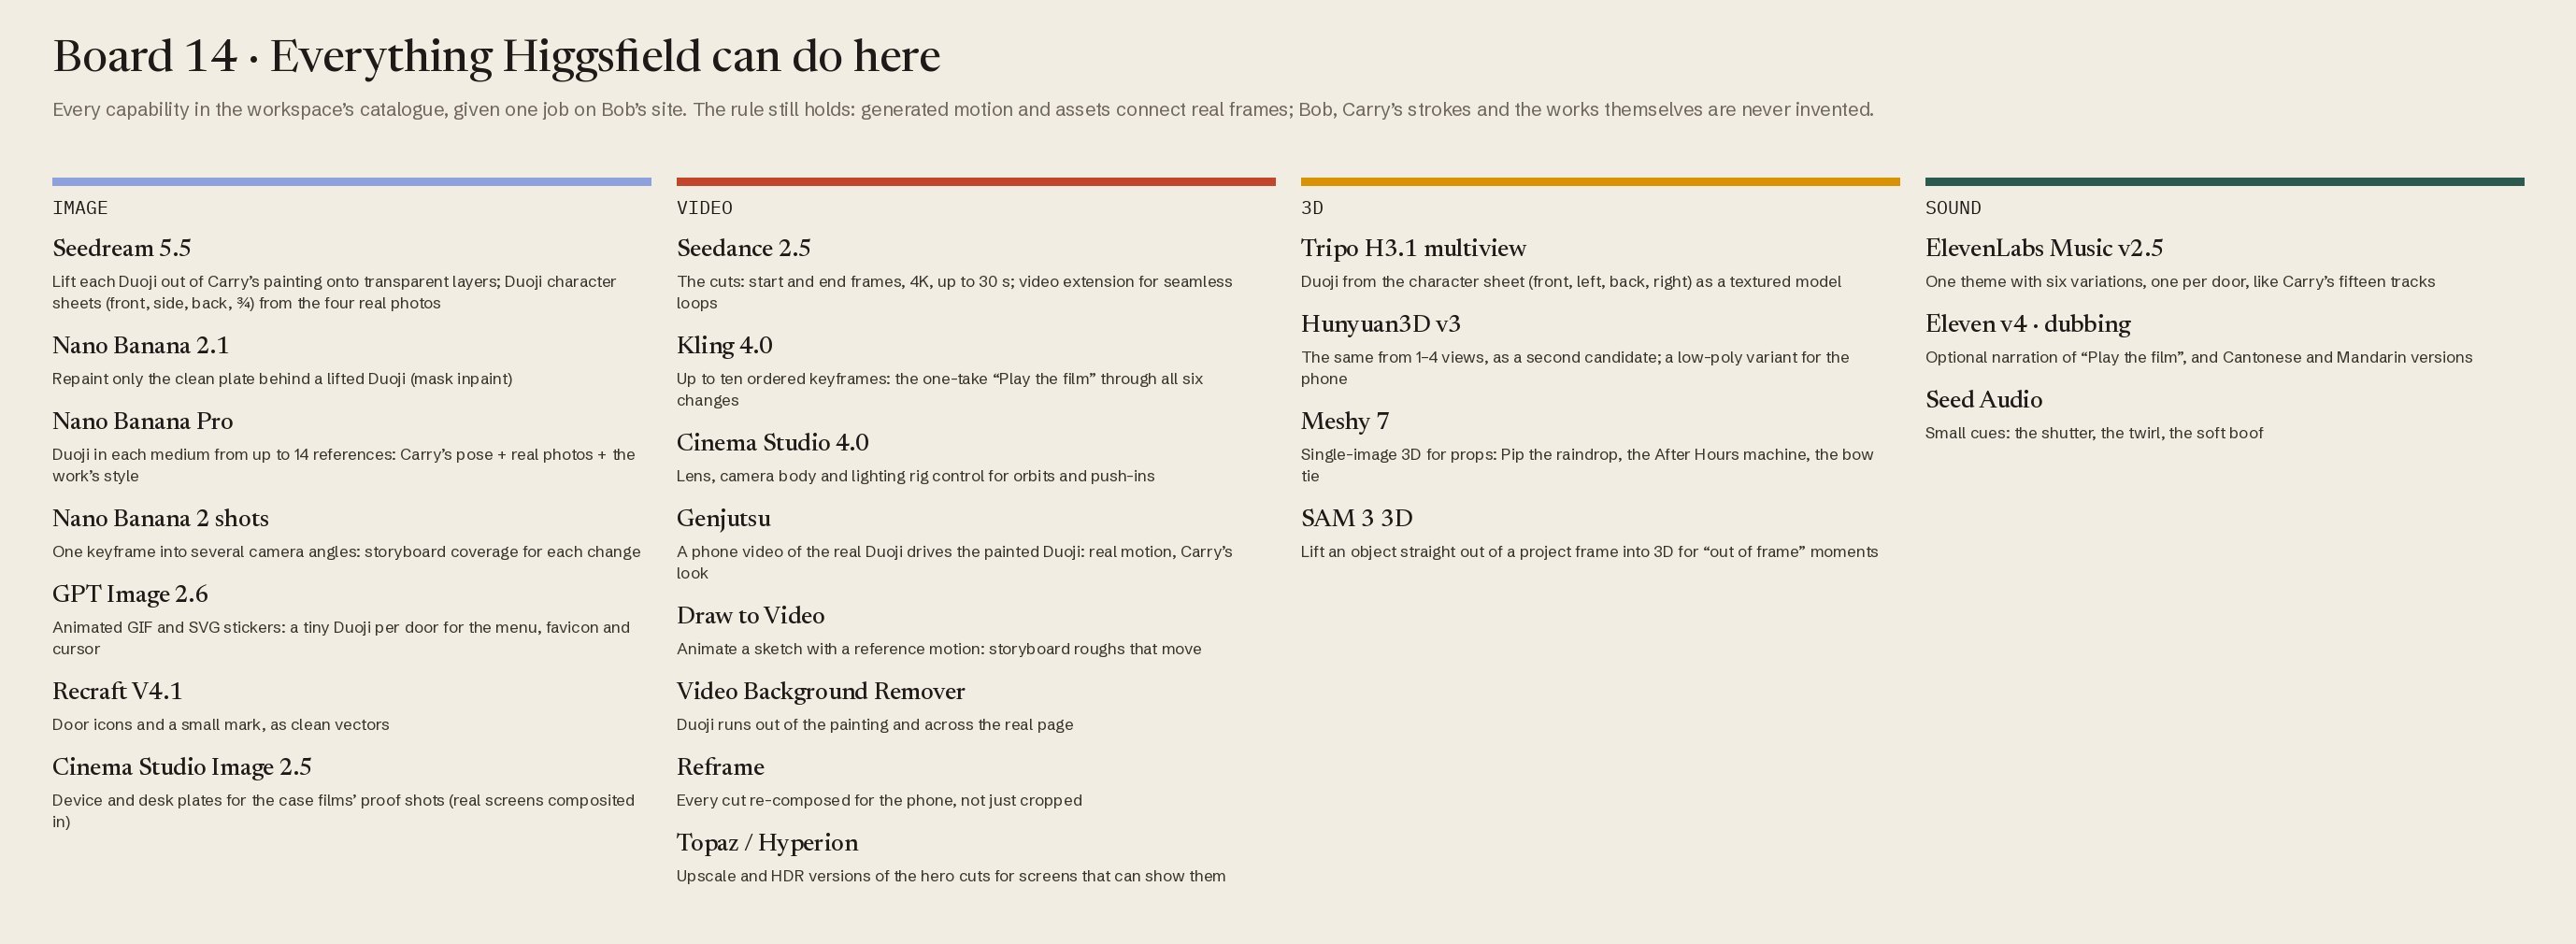 Board 14 · Everything Higgsfield can do here
Every capability in the workspace’s catalogue, given one job on Bob’s site. The rule still holds: generated motion and assets connect real frames; Bob, Carry’s strokes and the works themselves are never invented.
IMAGE
Seedream 5.5
Lift each Duoji out of Carry’s painting onto transparent layers; Duoji character
sheets (front, side, back, ¾) from the four real photos
Nano Banana 2.1
Repaint only the clean plate behind a lifted Duoji (mask inpaint)
Nano Banana Pro
Duoji in each medium from up to 14 references: Carry’s pose + real photos + the
work’s style
Nano Banana 2 shots
One keyframe into several camera angles: storyboard coverage for each change
GPT Image 2.6
Animated GIF and SVG stickers: a tiny Duoji per door for the menu, favicon and
cursor
Recraft V4.1
Door icons and a small mark, as clean vectors
Cinema Studio Image 2.5
Device and desk plates for the case films’ proof shots (real screens composited
in)
VIDEO
Seedance 2.5
The cuts: start and end frames, 4K, up to 30 s; video extension for seamless
loops
Kling 4.0
Up to ten ordered keyframes: the one-take “Play the film” through all six
changes
Cinema Studio 4.0
Lens, camera body and lighting rig control for orbits and push-ins
Genjutsu
A phone video of the real Duoji drives the painted Duoji: real motion, Carry’s
look
Draw to Video
Animate a sketch with a reference motion: storyboard roughs that move
Video Background Remover
Duoji runs out of the painting and across the real page
Reframe
Every cut re-composed for the phone, not just cropped
Topaz / Hyperion
Upscale and HDR versions of the hero cuts for screens that can show them
3D
Tripo H3.1 multiview
Duoji from the character sheet (front, left, back, right) as a textured model
Hunyuan3D v3
The same from 1–4 views, as a second candidate; a low-poly variant for the
phone
Meshy 7
Single-image 3D for props: Pip the raindrop, the After Hours machine, the bow
tie
SAM 3 3D
Lift an object straight out of a project frame into 3D for “out of frame” moments
SOUND
ElevenLabs Music v2.5
One theme with six variations, one per door, like Carry’s fifteen tracks
Eleven v4 · dubbing
Optional narration of “Play the film”, and Cantonese and Mandarin versions
Seed Audio
Small cues: the shutter, the twirl, the soft boof